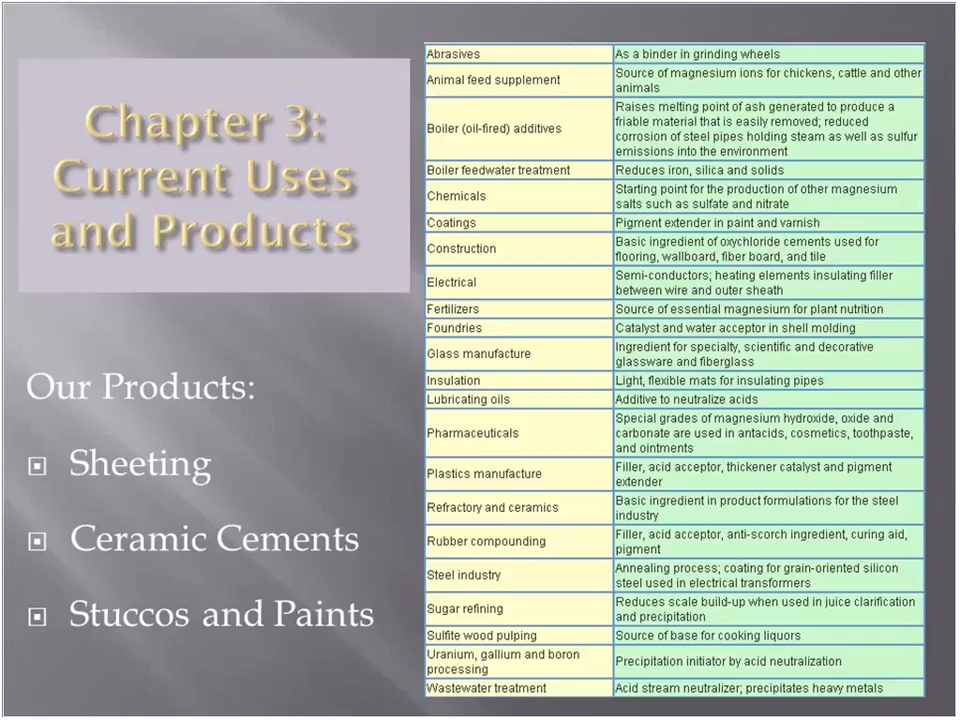 Chapter 3:
Current Uses
and Products
Our Products:
Sheeting
Ceramic Cements
Stuccos and Paints
Abrasives
As a binder in grinding wheels
Animal feed supplement
Source of magnesium ions for chickens, cattle and other
animals
Boiler (oil-fired) additives
Raises melting point of ash generated to produce a
friable material that is easily removed; reduced
corrosion of steel pipes holding steam as well as sulfur
emissions into the environment
Boiler feedwater treatment
Reduces iron, silica and solids
Chemicals
Starting point for the production of other magnesium
salts such as sulfate and nitrate
Coatings
Pigment extender in paint and varnish
Construction
Basic ingredient of oxychloride cements used for
flooring, wallboard, fiber board, and tile
Electrical
Semi-conductors; heating elements insulating filler
between wire and outer sheath
Fertilizers
Source of essential magnesium for plant nutrition
Foundries
Catalyst and water acceptor in shell molding
Glass manufacture
Ingredient for specialty, scientific and decorative
glassware and fiberglass
Insulation
Light, flexible mats for insulating pipes
Lubricating oils
Additive to neutralize acids
Pharmaceuticals
Special grades of magnesium hydroxide, oxide and
carbonate are used in antacids, cosmetics, toothpaste,
and ointments
Plastics manufacture
Filler, acid acceptor, thickener catalyst and pigment
extender
Refractory and ceramics
Basic ingredient in product formulations for the steel
industry
Rubber compounding
Filler, acid acceptor, anti-scorch ingredient, curing aid,
pigment
Steel industry
Annealing process; coating for grain-oriented silicon
steel used in electrical transformers
Sugar refining
Reduces scale build-up when used in juice clarification
and precipitation
Sulfite wood pulping
Source of base for cooking liquors
Uranium, gallium and boron
processing
Precipitation initiator by acid neutralization
Wastewater treatment
Acid stream neutralizer; precipitates heavy metals